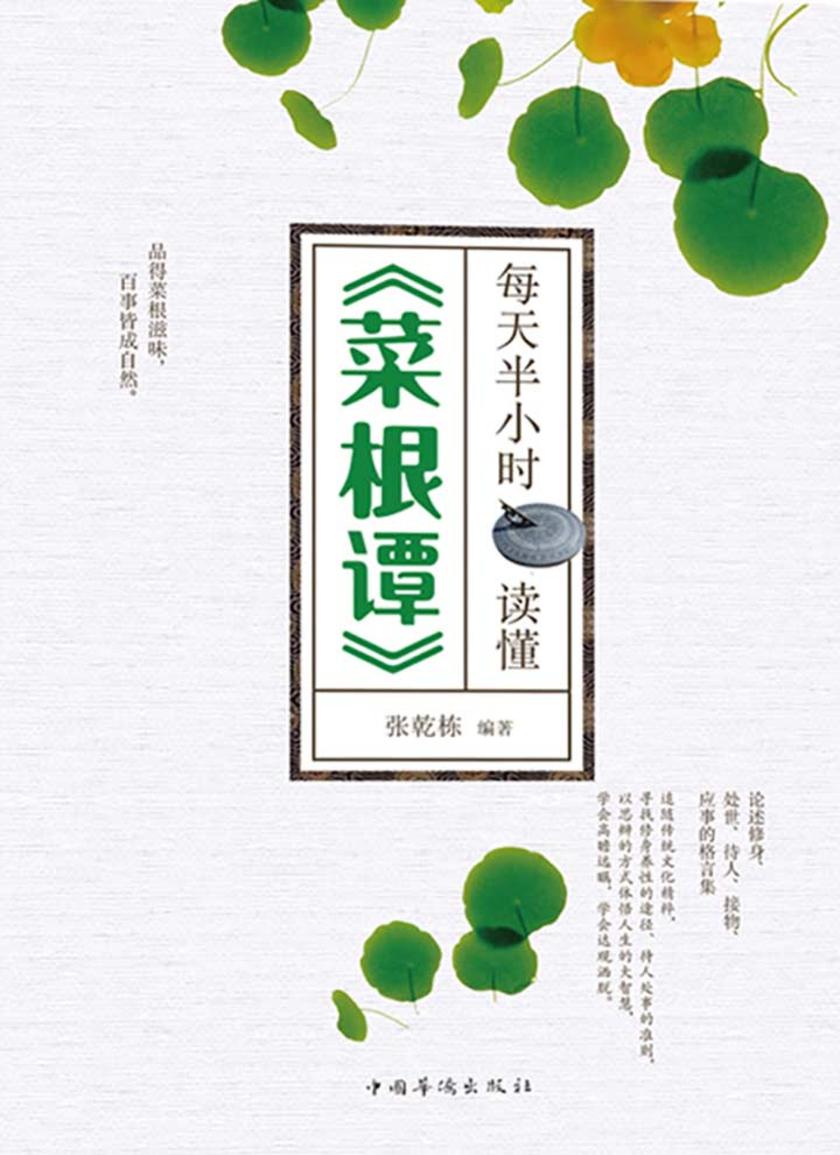 每天半小时
读懂
《菜根谭》
张乾栋 编著
品得菜根滋味，
百事皆成自然。
论述修身、
处世、待人、接物、
应事的格言集
追随传统文化精粹，
寻找修身养性的途径、待人处事的准则，
以思辨的方式体悟人生的大智慧，
学会高瞻远瞩，学会达观洒脱。
中国华侨出版社